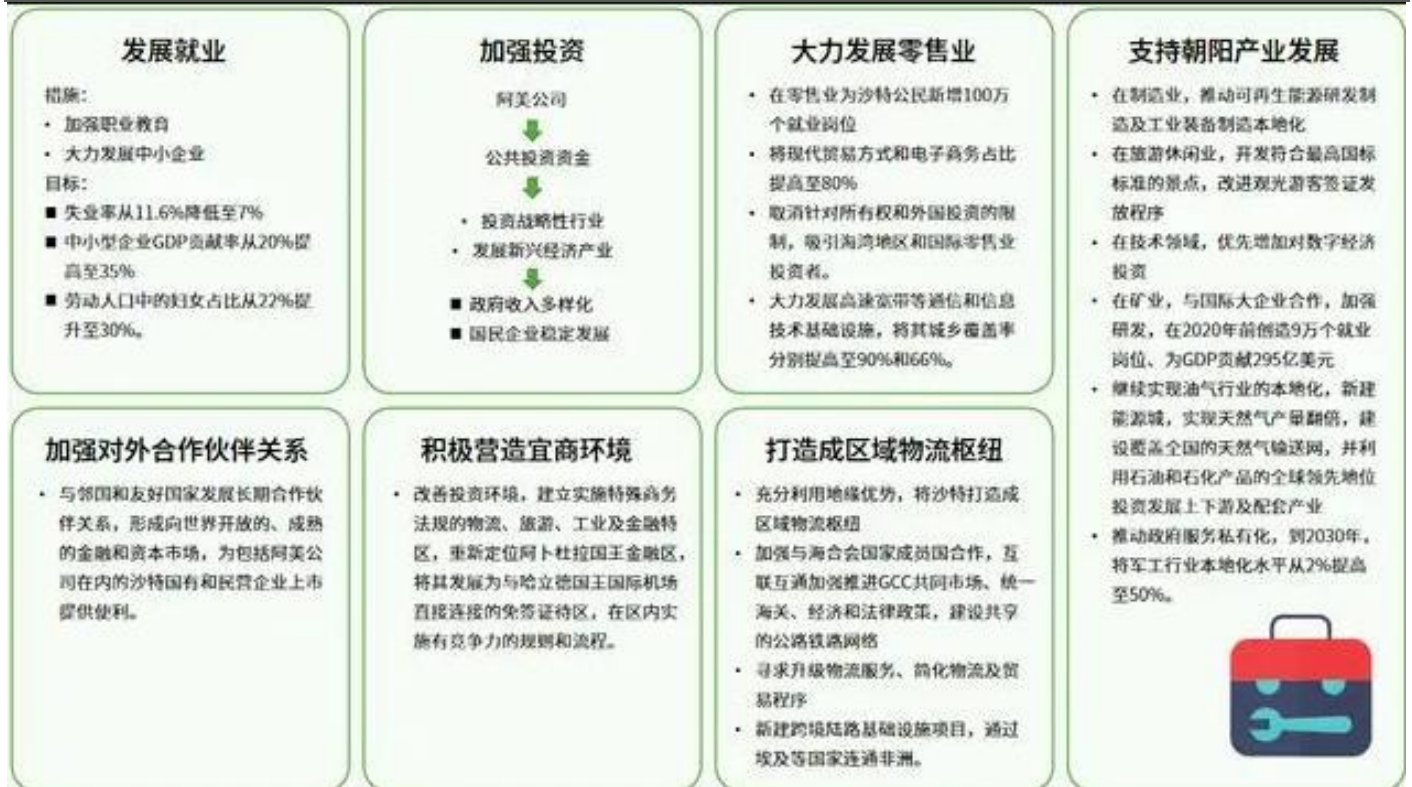 发展就业
措施：
• 加强职业教育
• 大力发展中小企业
目标：
■ 失业率从11.6%降低至7%
■ 中小型企业GDP贡献率从20%提
高至35%
■ 劳动人口中的妇女占比从22%提
升至30%。
加强投资
阿美公司
公共投资资金
• 投资战略性行业
• 发展新兴经济产业
■ 政府收入多样化
■ 国民企业稳定发展
大力发展零售业
• 在零售业为沙特公民新增100万
个就业岗位
• 将现代贸易方式和电子商务占比
提高至80%
• 取消针对所有权和外国投资的限
制，吸引海湾地区和国际零售业
投资者。
• 大力发展高速宽带等通信和信息
技术基础设施，将其城乡覆盖率
分别提高至90%和66%。
支持朝阳产业发展
• 在制造业，推动可再生能源研发制
造及工业装备制造本地化
• 在旅游休闲业，开发符合最高国标
标准的景点，改进观光游客签证发
放程序
• 在技术领域，优先增加对数字经济
投资
• 在矿业，与国际大企业合作，加强
研发，在2020年前创造9万个就业
岗位、为GDP贡献295亿美元
• 继续实现油气行业的本地化，新建
能源城，实现天然气产量翻倍，建
设覆盖全国的天然气输送网，并利
用石油和石化产品的全球领先地位
投资发展上下游及配套产业
• 推动政府服务私有化，到2030年，
将军工行业本地化水平从2%提高
至50%。
加强对外合作伙伴关系
• 与邻国和友好国家发展长期合作伙
伴关系，形成向世界开放的、成熟
的金融和资本市场，为包括阿美公
司在内的沙特国有和民营企业上市
提供便利。
积极营造宜商环境
• 改善投资环境，建立实施特殊商务
法规的物流、旅游、工业及金融特
区，重新定位阿卜杜拉国王金融区，
将其发展为与哈立德国王国际机场
直接连接的免签证待区，在区内实
施有竞争力的规则和流程。
打造成区域物流枢纽
• 充分利用地缘优势，将沙特打造成
区域物流枢纽
• 加强与海合会国家成员国合作，互
联互通加强推进GCC共同市场、统一
海关、经济和法律政策，建设共享
的公路铁路网络
• 寻求升级物流服务、简化物流及贸
易程序
• 新建跨境陆路基础设施项目，通过
埃及等国家连通非洲。